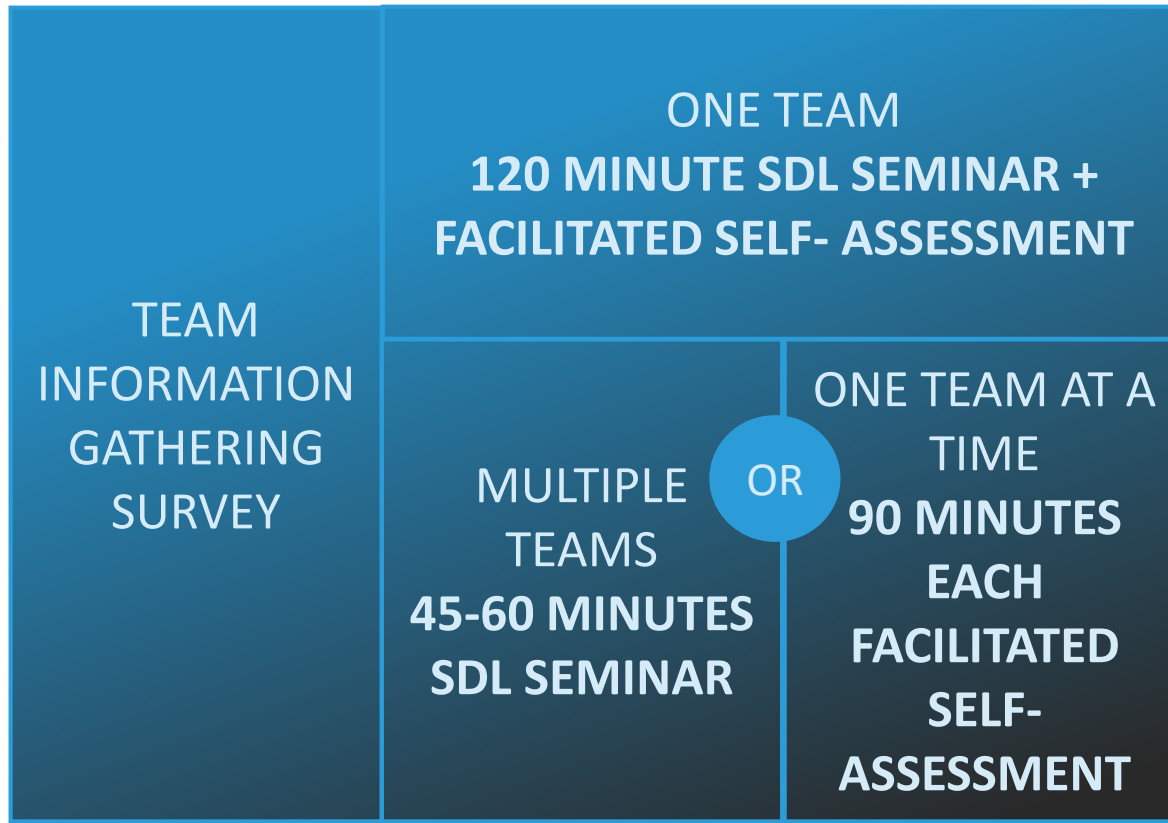 TEAM
INFORMATION
GATHERING
SURVEY
ONE TEAM
120 MINUTE SDL SEMINAR +
FACILITATED SELF- ASSESSMENT
MULTIPLE
TEAMS
45-60 MINUTES
SDL SEMINAR
OR
ONE TEAM AT A
TIME
90 MINUTES
EACH
FACILITATED
SELF-
ASSESSMENT